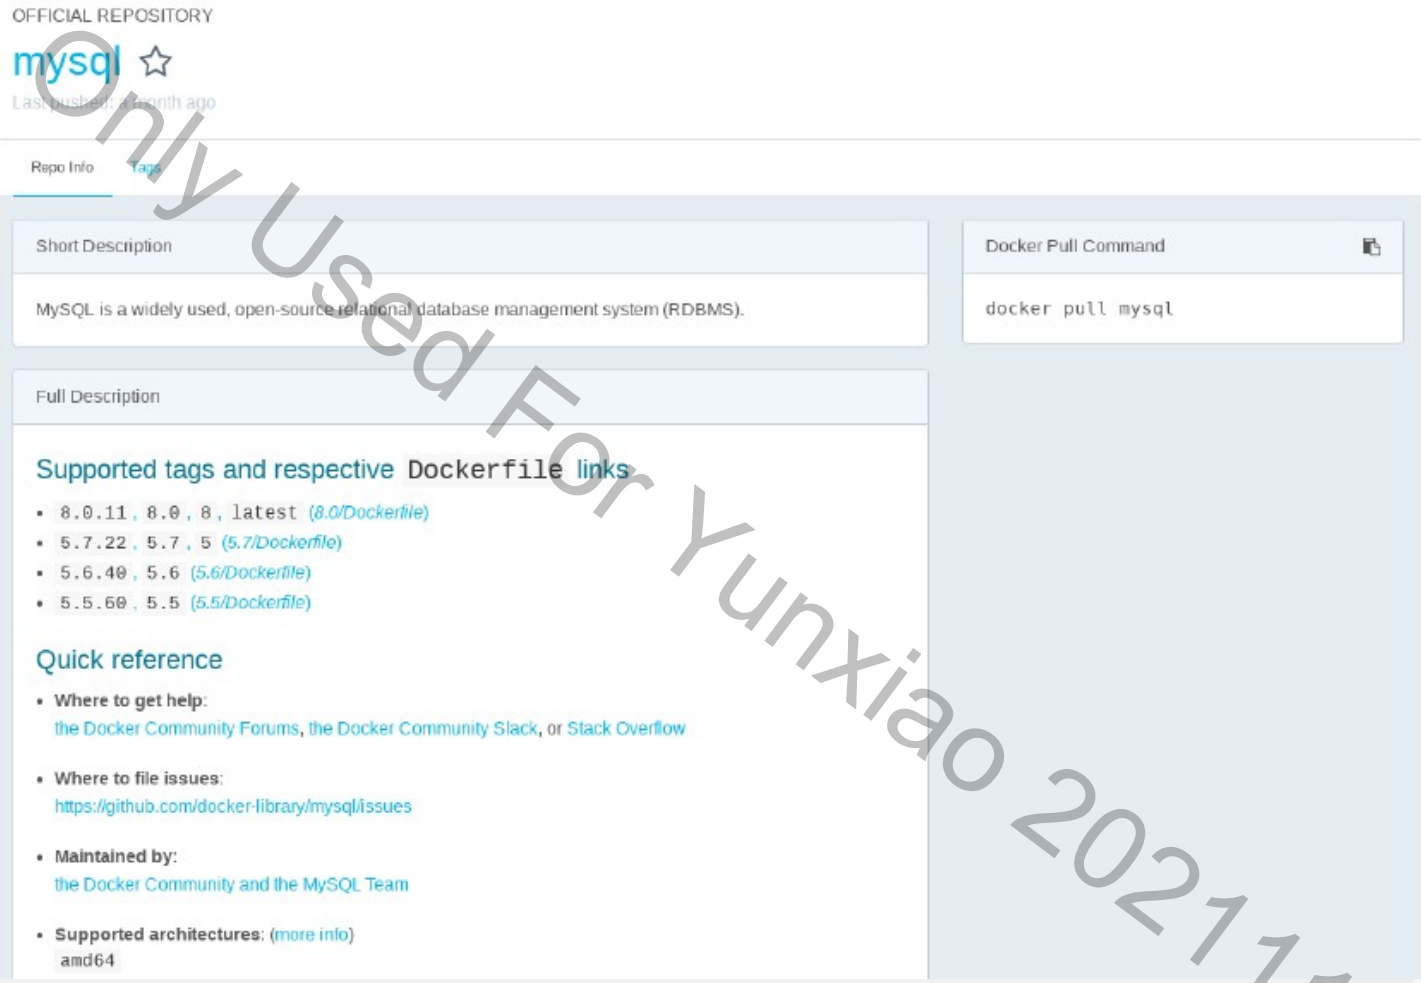 OFFICIAL REPOSITORY
mysql
Last pushed: a month ago
Repo Info Tags
Short Description
MySQL is a widely used, open-source relational database management system (RDBMS).
Docker Pull Command
docker pull mysql
Full Description
Supported tags and respective Dockerfile links
• 8.0.11, 8.0, 8, latest (8.0/Dockerfile)
• 5.7.22, 5.7, 5 (5.7/Dockerfile)
• 5.6.40, 5.6 (5.6/Dockerfile)
• 5.5.60, 5.5 (5.5/Dockerfile)
Quick reference
• Where to get help:
the Docker Community Forums, the Docker Community Slack, or Stack Overflow
• Where to file issues:
https://github.com/docker-library/mysql/issues
• Maintained by:
the Docker Community and the MySQL Team
• Supported architectures: (more info)
amd64
Only Used For Yunxiao 20211